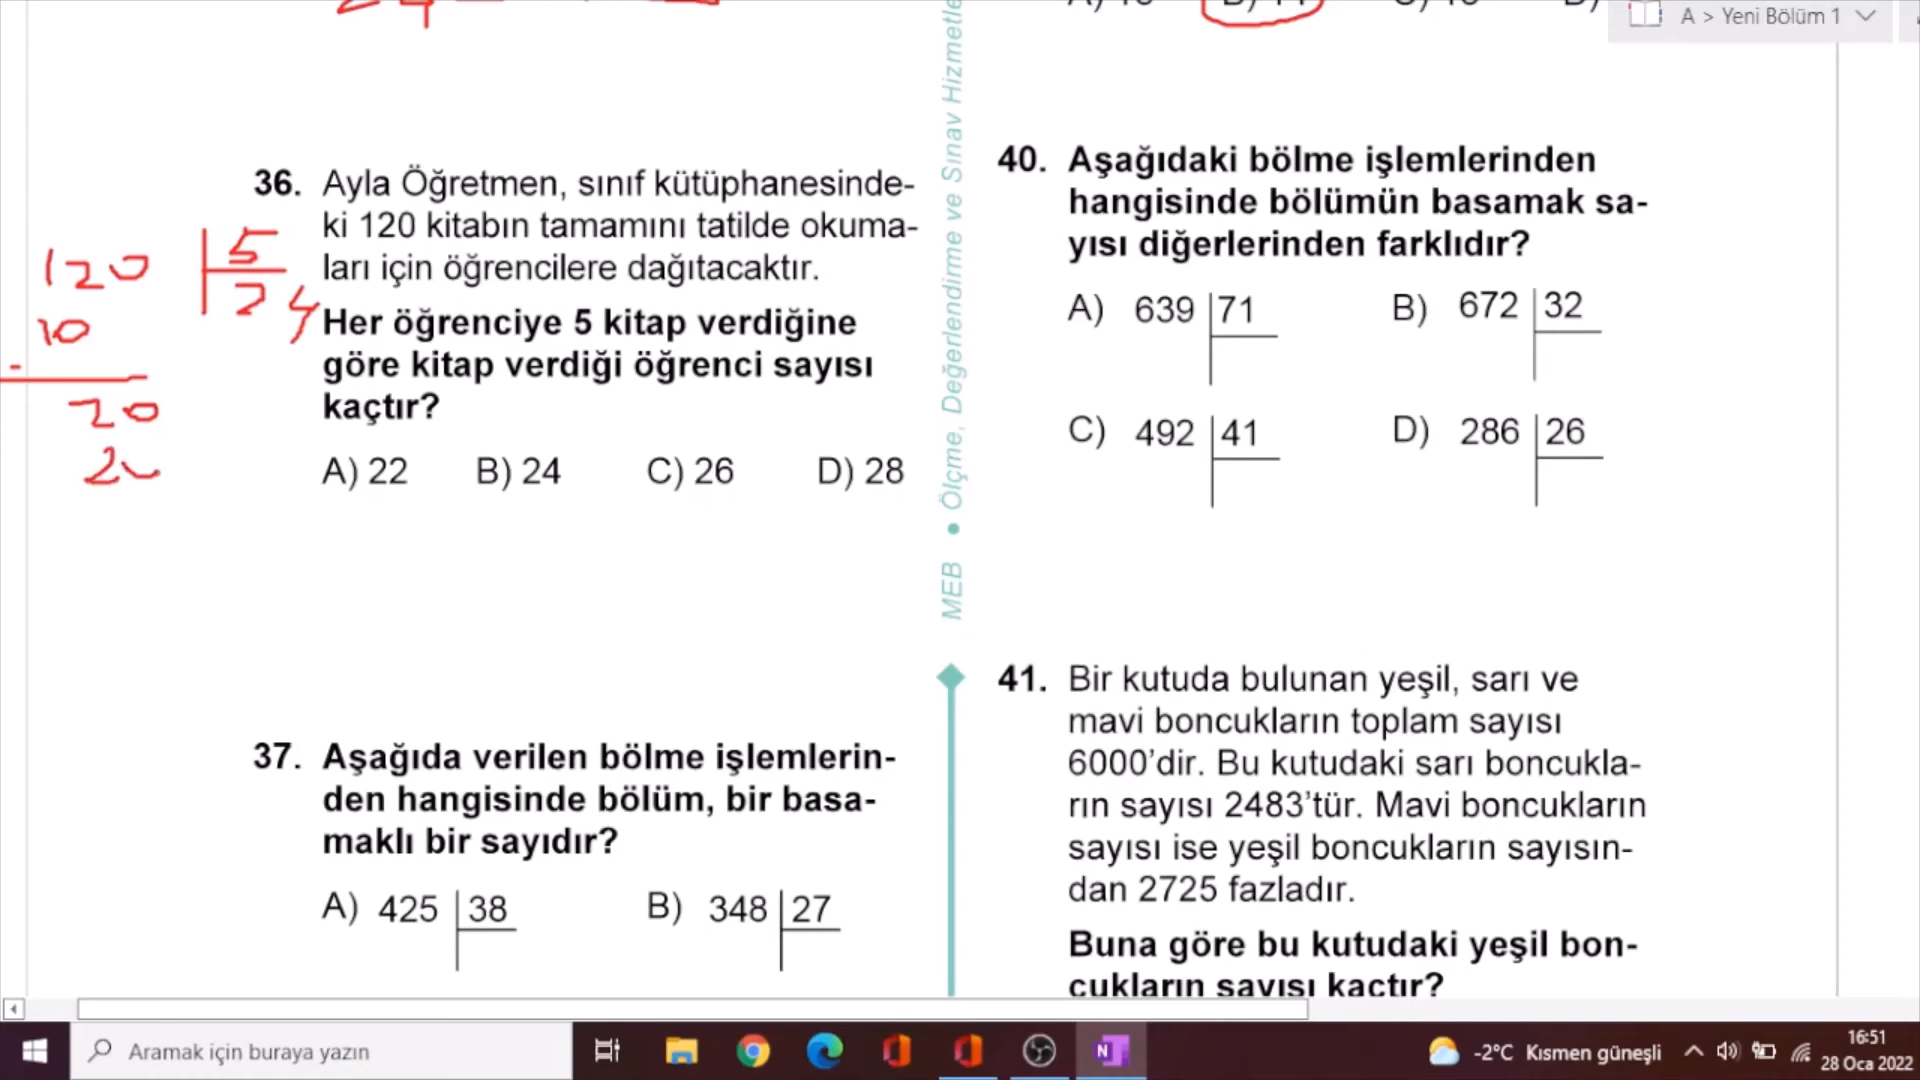 A > Yeni Bölüm 1
MEB • Ölçme, Değerlendirme ve Sınav Hizmetle
120 5
24
10
-
20
20
36. Ayla Öğretmen, sınıf kütüphanesinde-
ki 120 kitabın tamamını tatilde okuma-
ları için öğrencilere dağıtacaktır.
Her öğrenciye 5 kitap verdiğine
göre kitap verdiği öğrenci sayısı
kaçtır?
A) 22 B) 24 C) 26 D) 28
37. Aşağıda verilen bölme işlemlerin-
den hangisinde bölüm, bir basa-
maklı bir sayıdır?
A) 425 38 B) 348 27
40. Aşağıdaki bölme işlemlerinden
hangisinde bölümün basamak sa-
yısı diğerlerinden farklıdır?
A) 639 71 B) 672 32
C) 492 41 D) 286 26
41. Bir kutuda bulunan yeşil, sarı ve
mavi boncukların toplam sayısı
6000’dir. Bu kutudaki sarı boncukla-
rın sayısı 2483’tür. Mavi boncukların
sayısı ise yeşil boncukların sayısın-
dan 2725 fazladır.
Buna göre bu kutudaki yeşil bon-
cukların sayısı kaçtır?
Aramak için buraya yazın
-2°C Kısmen güneşli
16:51
28 Oca 2022